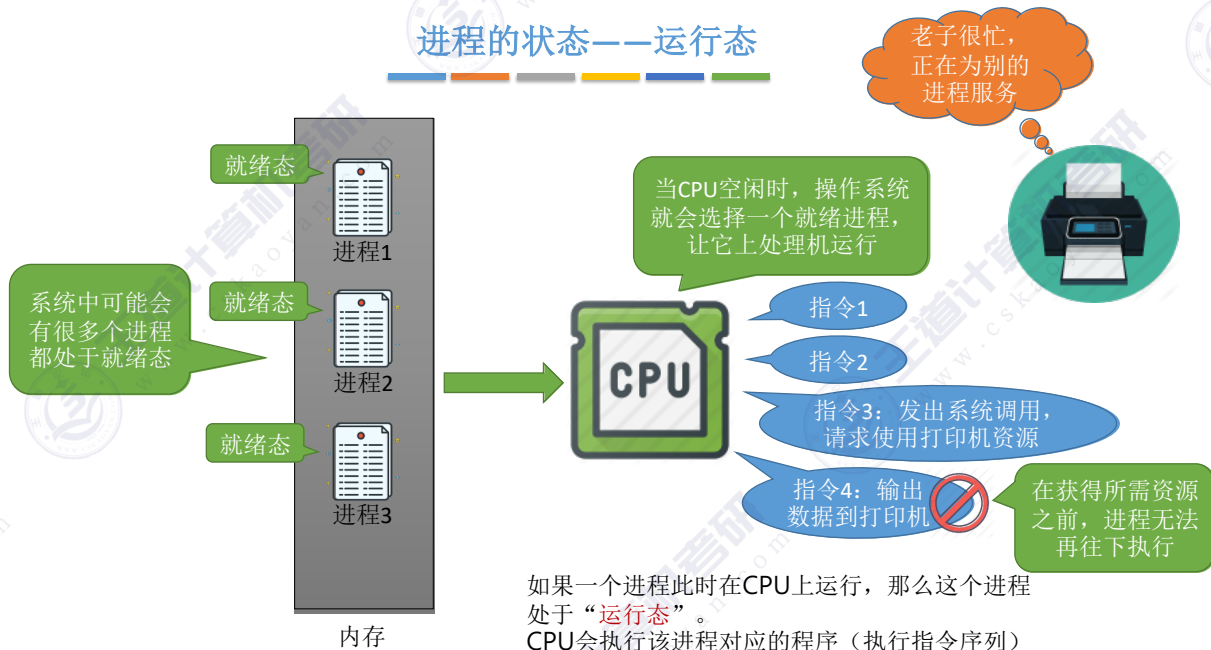 进程的状态——运行态
老子很忙，
正在为别的
进程服务
就绪态
进程1
系统中可能会
有很多个进程
都处于就绪态
就绪态
进程2
就绪态
进程3
内存
当CPU空闲时，操作系统
就会选择一个就绪进程，
让它上处理机运行
CPU
指令1
指令2
指令3：发出系统调用，
请求使用打印机资源
指令4：输出
数据到打印机
在获得所需资源
之前，进程无法
再往下执行
如果一个进程此时在CPU上运行，那么这个进程
处于“运行态”。
CPU会执行该进程对应的程序（执行指令序列）